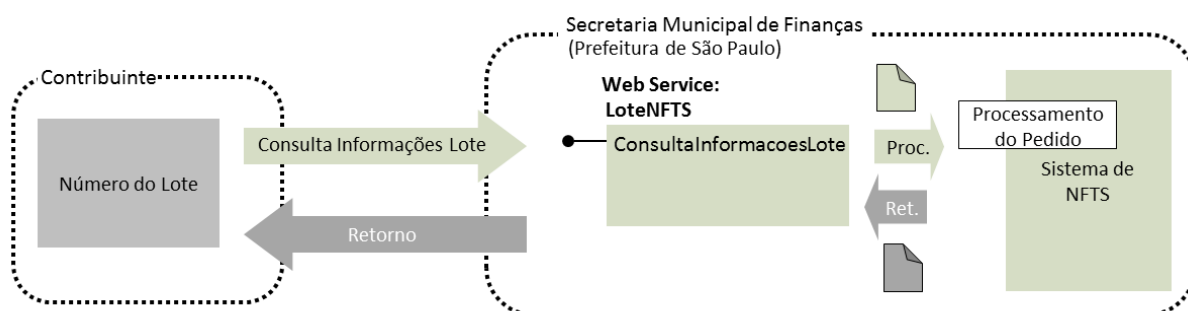 Secretaria Municipal de Finanças
(Prefeitura de São Paulo)
Contribuinte
Web Service:
LoteNFTS
Número do Lote
Consulta Informações Lote
ConsultaInformacoesLote
Proc.
Processamento
do Pedido
Sistema de
NFTS
Retorno
Ret.